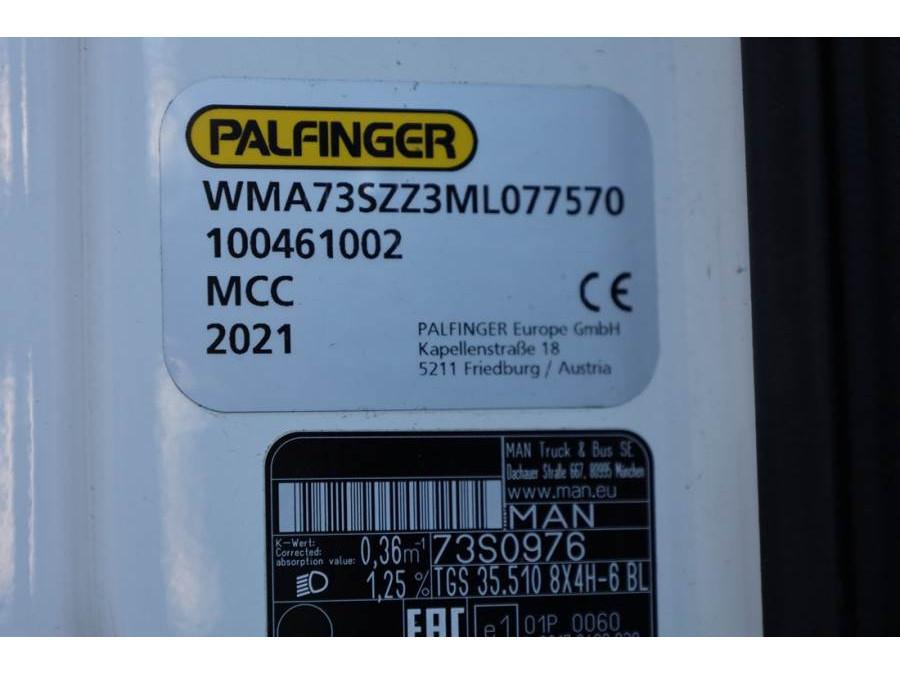 PALFINGER
WMA73SZZ3ML077570
100461002
MCC
2021
CE
PALFINGER Europe GmbH
Kapellenstraße 18
5211 Friedburg / Austria
MAN Truck & Bus SE
Dachauer Straße 667, 80995 München
www.man.eu
MAN
K-Wert:
Corrected:
absorption value:
0,36m⁻¹
73S0976
1,25 %
TGS 35.510 8X4H-6 BL
EAC
e1
01P 0060